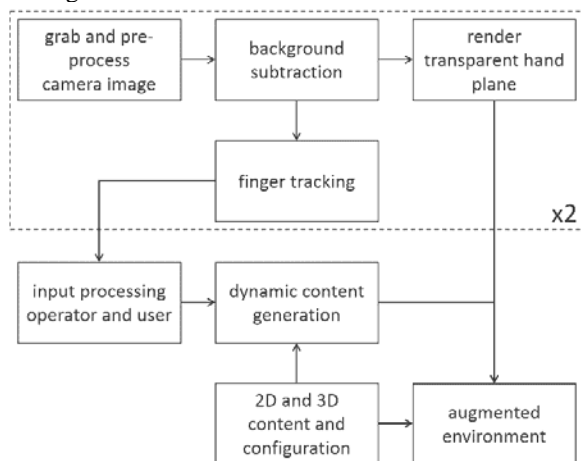 grab and pre-
process
camera image
background
subtraction
render
transparent hand
plane
finger tracking
x2
input processing
operator and user
dynamic content
generation
2D and 3D
content and
configuration
augmented
environment